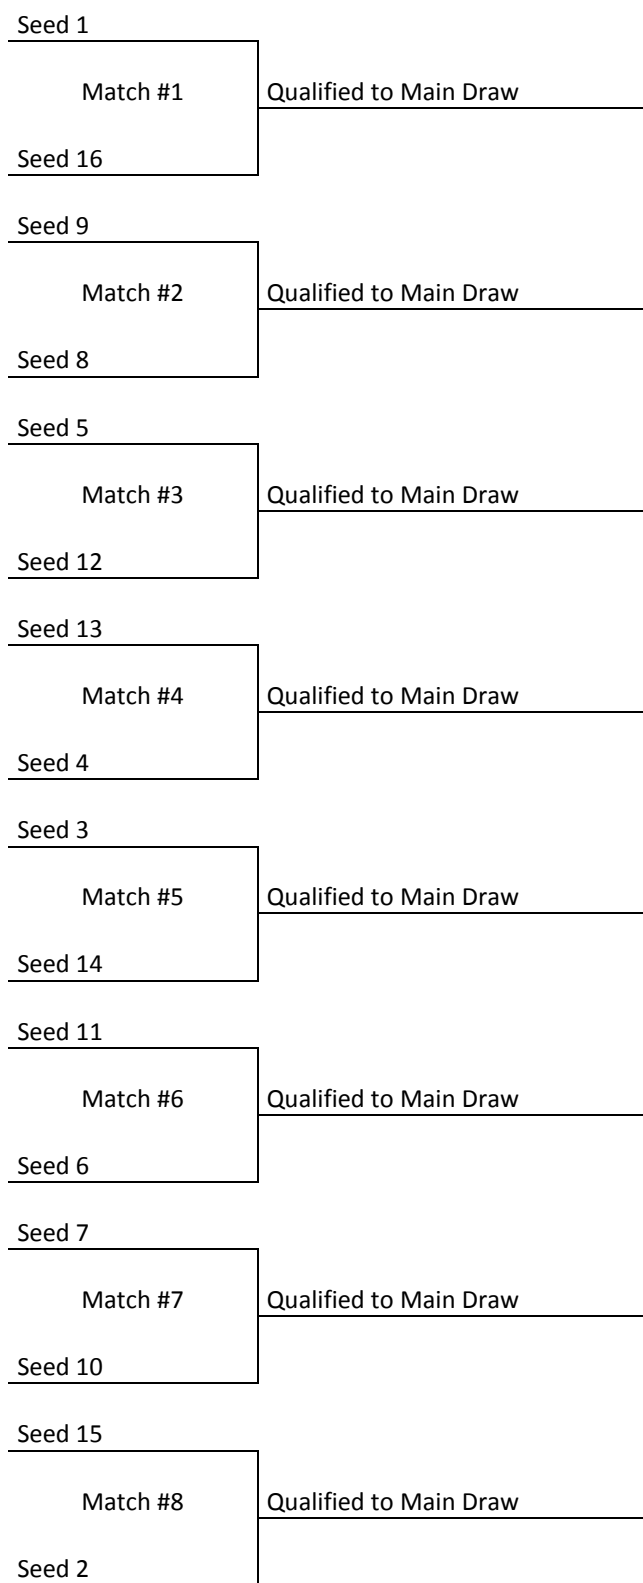 Seed 1
Match #1
Qualified to Main Draw
Seed 16
Seed 9
Match #2
Qualified to Main Draw
Seed 8
Seed 5
Match #3
Qualified to Main Draw
Seed 12
Seed 13
Match #4
Qualified to Main Draw
Seed 4
Seed 3
Match #5
Qualified to Main Draw
Seed 14
Seed 11
Match #6
Qualified to Main Draw
Seed 6
Seed 7
Match #7
Qualified to Main Draw
Seed 10
Seed 15
Match #8
Qualified to Main Draw
Seed 2